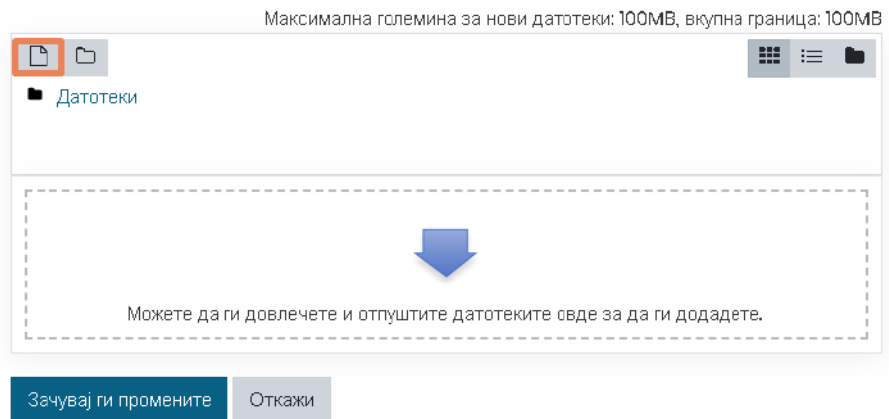 Максимална големина за нови датотеки: 100MB, вкупна граница: 100MB
Датотеки
Можете да ги довлечете и отпуштите датотеките овде за да ги додадете.
Зачувај ги промените
Откажи